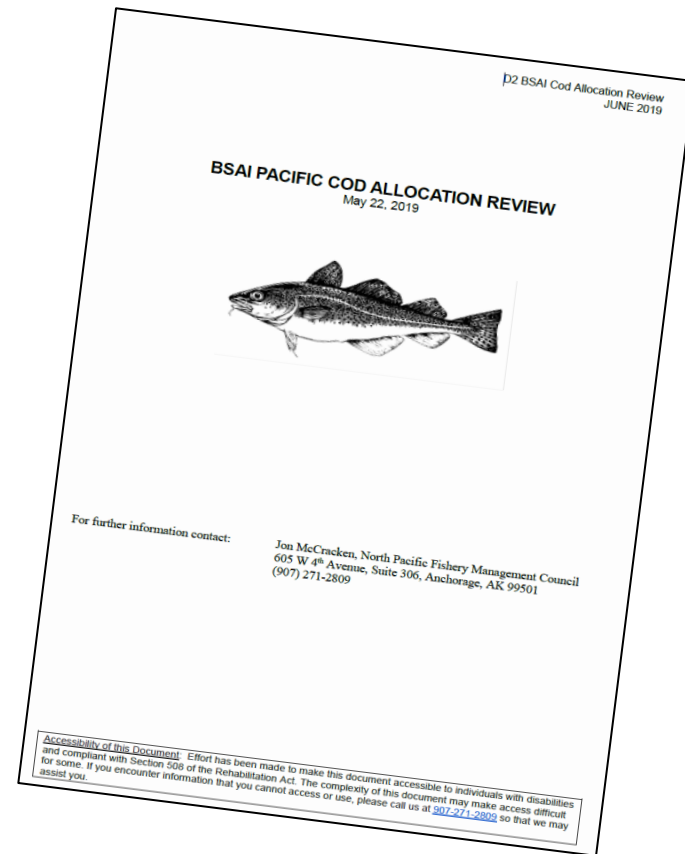 D2 BSAI Cod Allocation Review
JUNE 2019
BSAI PACIFIC COD ALLOCATION REVIEW
May 22, 2019
For further information contact:
Jon McCracken, North Pacific Fishery Management Council
605 W 4th Avenue, Suite 306, Anchorage, AK 99501
(907) 271-2809
Accessibility of this Document: Effort has been made to make this document accessible to individuals with disabilities
and compliant with Section 508 of the Rehabilitation Act. The complexity of this document may make access difficult
for some. If you encounter information that you cannot access or use, please call us at 907-271-2809 so that we may
assist you.